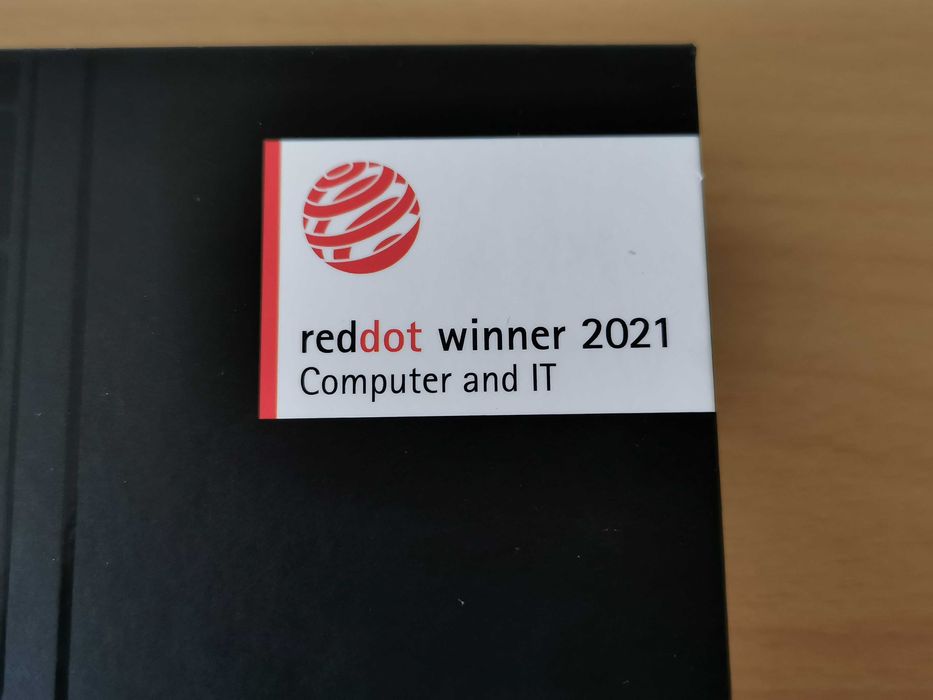 reddot winner 2021
Computer and IT